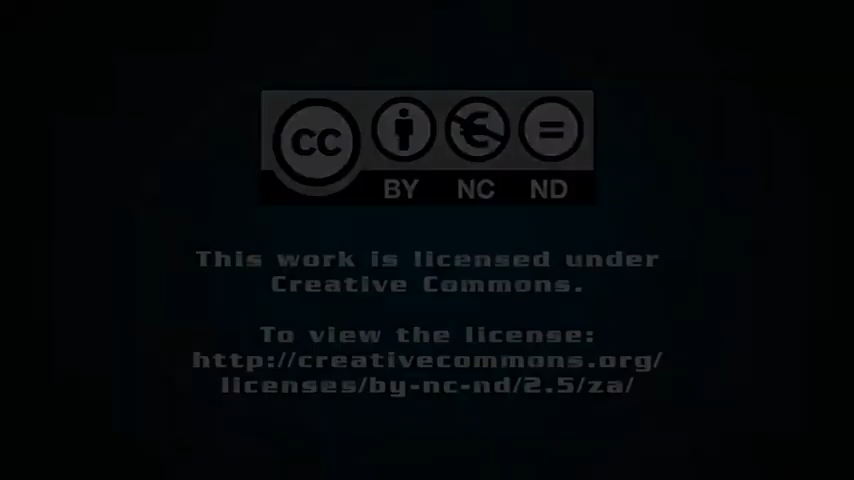 CC
BY NC ND
This work is licensed under
Creative Commons.
To view the license:
http://creativecommons.org/
licenses/by-nc-nd/2.5/za/